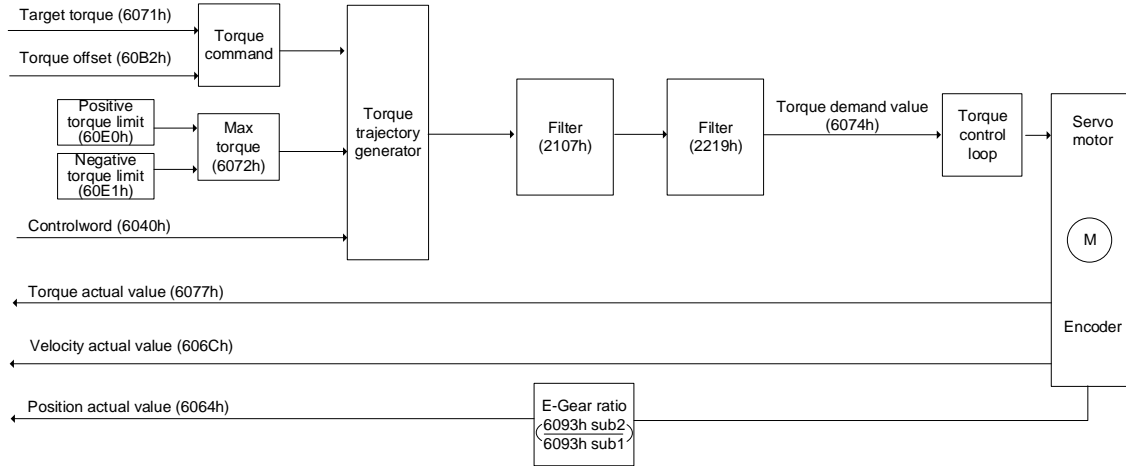 Target torque (6071h)
Torque offset (60B2h)
Torque
command
Positive
torque limit
(60E0h)
Negative
torque limit
(60E1h)
Max
torque
(6072h)
Controlword (6040h)
Torque
trajectory
generator
Filter
(2107h)
Filter
(2219h)
Torque demand value
(6074h)
Torque
control
loop
Servo
motor
M
Encoder
Torque actual value (6077h)
Velocity actual value (606Ch)
Position actual value (6064h)
E-Gear ratio
(6093h sub2
6093h sub1)